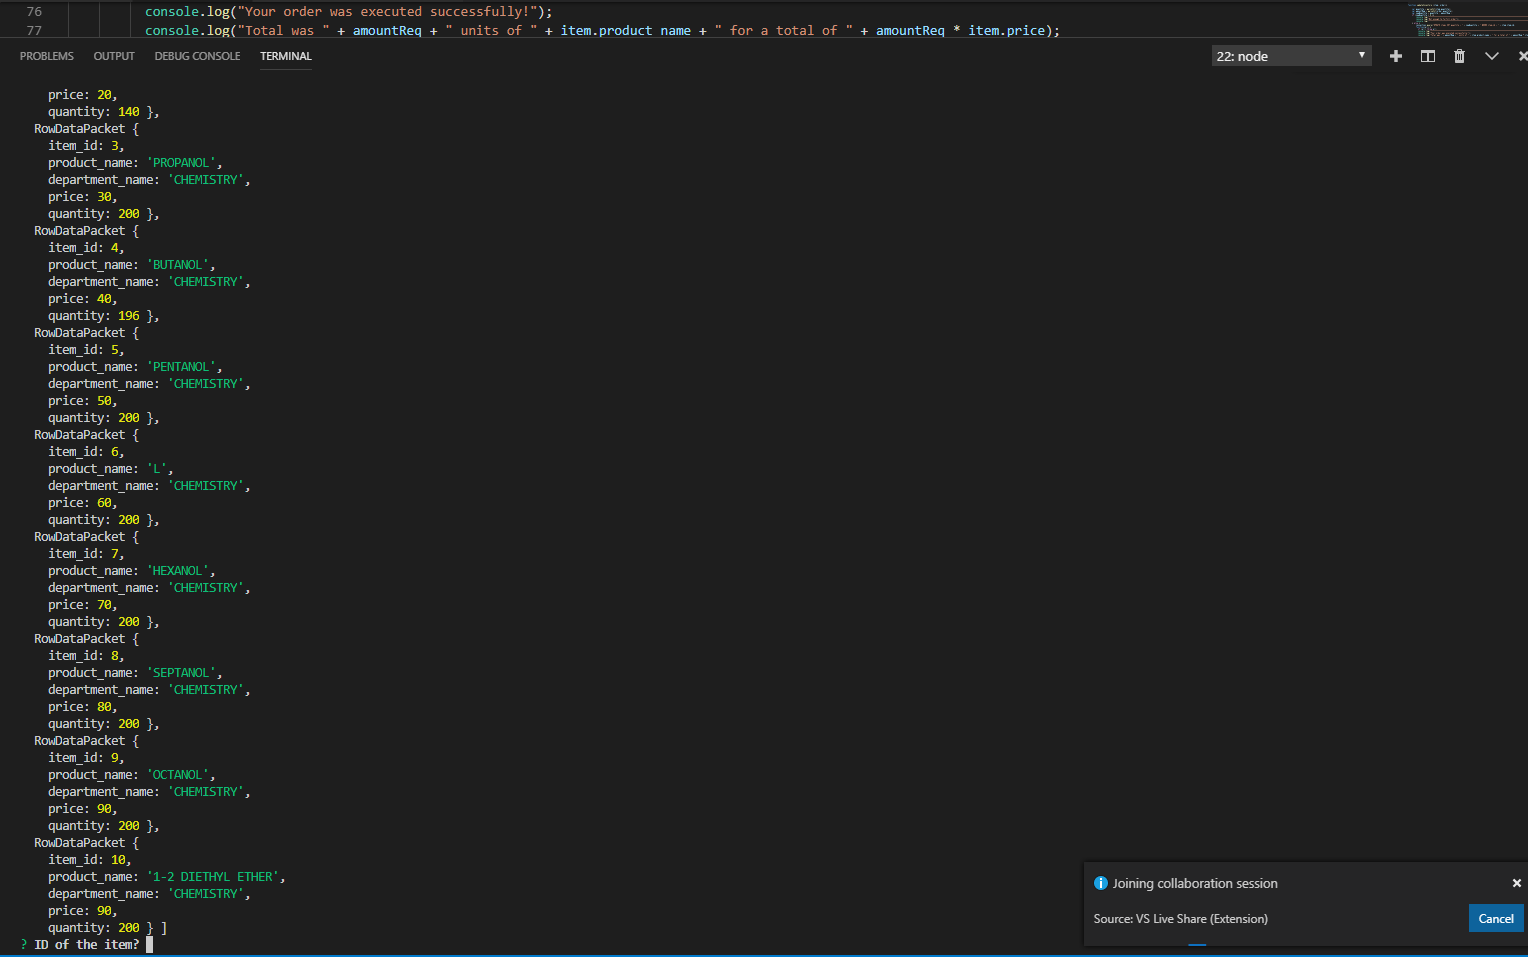 76 console.log("Your order was executed successfully!");
77 console.log("Total was " + amountReq + " units of " + item.product_name + " for a total of " + amountReq * item.price);
PROBLEMS OUTPUT DEBUG CONSOLE TERMINAL 22: node
price: 20,
quantity: 140 },
RowDataPacket {
item_id: 3,
product_name: 'PROPANOL',
department_name: 'CHEMISTRY',
price: 30,
quantity: 200 },
RowDataPacket {
item_id: 4,
product_name: 'BUTANOL',
department_name: 'CHEMISTRY',
price: 40,
quantity: 196 },
RowDataPacket {
item_id: 5,
product_name: 'PENTANOL',
department_name: 'CHEMISTRY',
price: 50,
quantity: 200 },
RowDataPacket {
item_id: 6,
product_name: 'L',
department_name: 'CHEMISTRY',
price: 60,
quantity: 200 },
RowDataPacket {
item_id: 7,
product_name: 'HEXANOL',
department_name: 'CHEMISTRY',
price: 70,
quantity: 200 },
RowDataPacket {
item_id: 8,
product_name: 'SEPTANOL',
department_name: 'CHEMISTRY',
price: 80,
quantity: 200 },
RowDataPacket {
item_id: 9,
product_name: 'OCTANOL',
department_name: 'CHEMISTRY',
price: 90,
quantity: 200 },
RowDataPacket {
item_id: 10,
product_name: '1-2 DIETHYL ETHER',
department_name: 'CHEMISTRY',
price: 90,
quantity: 200 } ]
? ID of the item?
Joining collaboration session
Source: VS Live Share (Extension)
Cancel